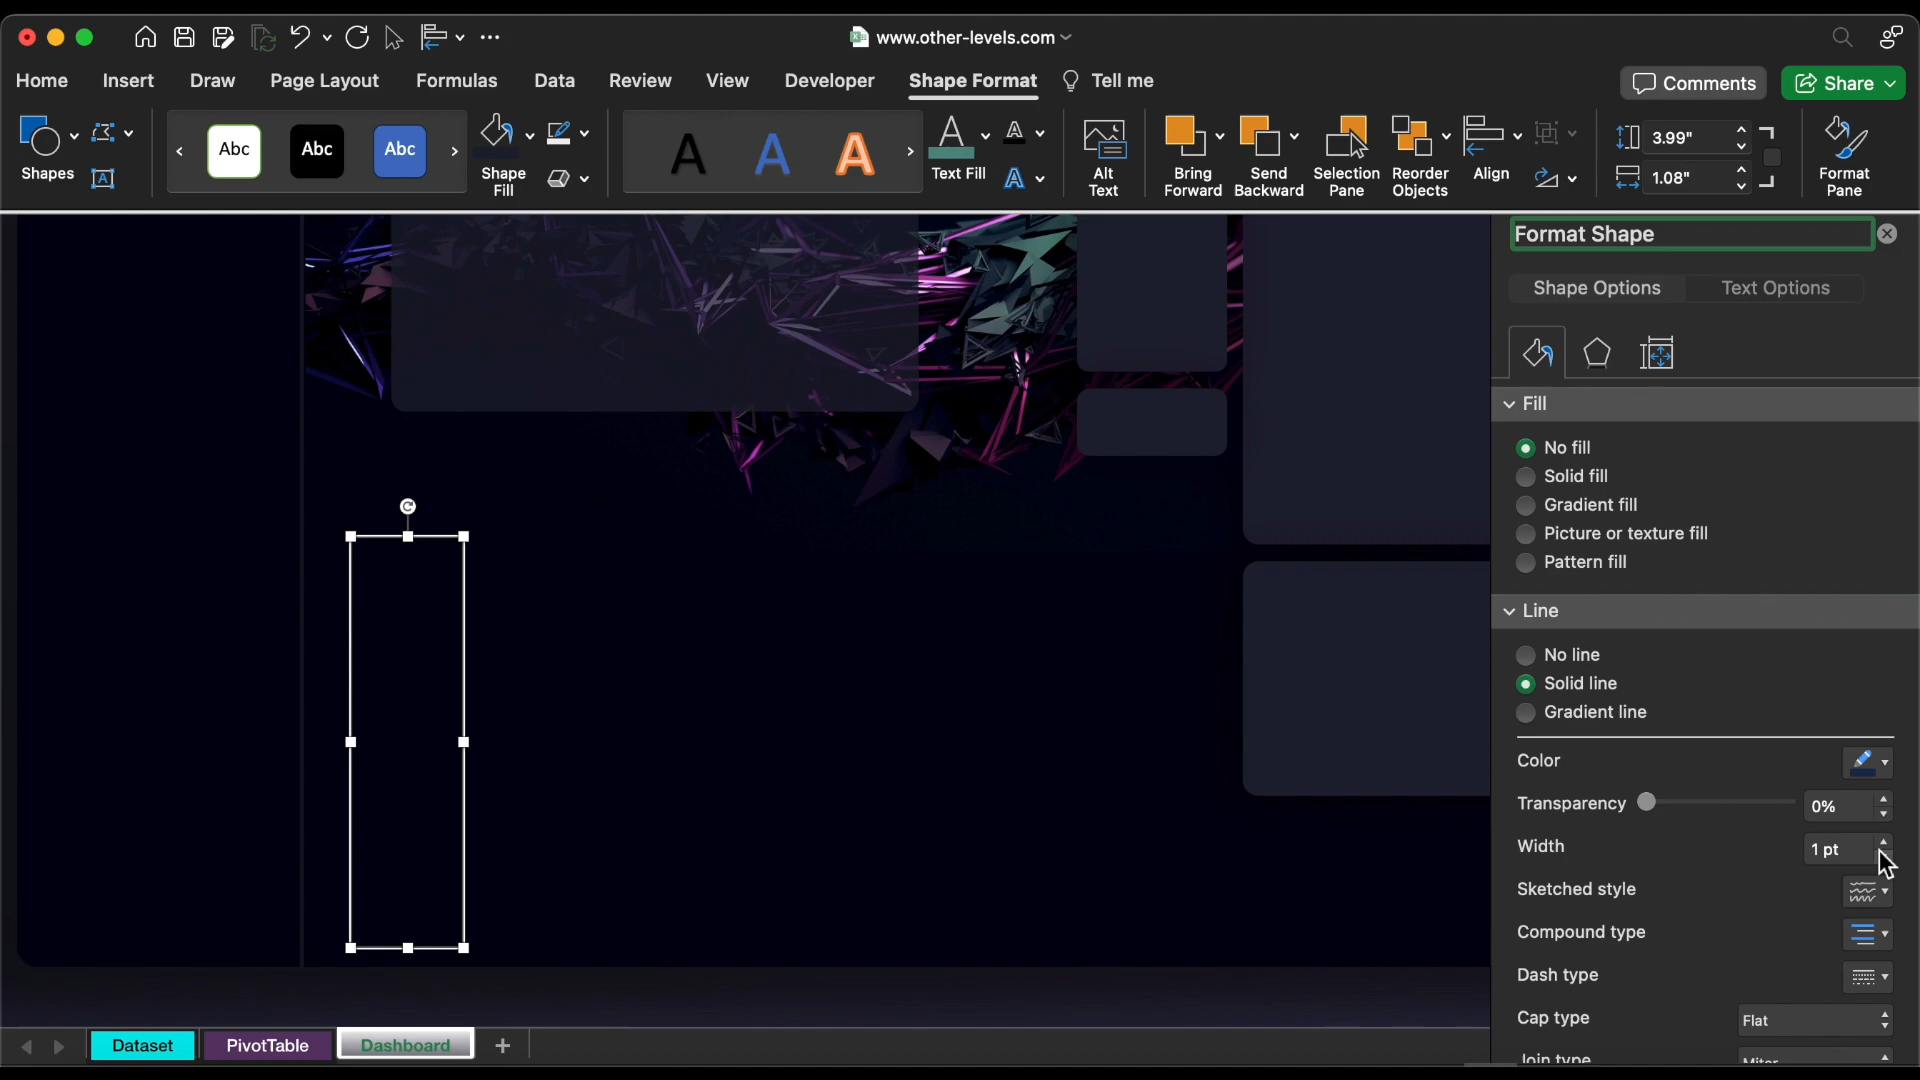 www.other-levels.com
Home Insert Draw Page Layout Formulas Data Review View Developer Shape Format Tell me Comments Share
Shapes
Abc Abc Abc
Shape Fill
A A A
Text Fill
Alt Text
Bring Forward
Send Backward
Selection Pane
Reorder Objects
Align
3.99"
1.08"
Format Pane
Format Shape
Shape Options Text Options
Fill
No fill
Solid fill
Gradient fill
Picture or texture fill
Pattern fill
Line
No line
Solid line
Gradient line
Color
Transparency 0%
Width 1 pt
Sketched style
Compound type
Dash type
Cap type Flat
Join type Miter
Dataset PivotTable Dashboard